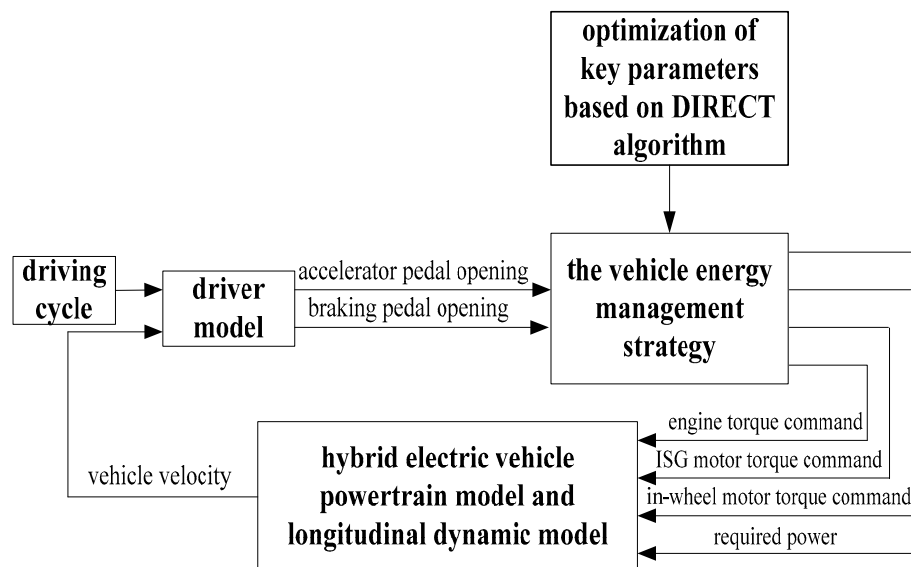 optimization of
key parameters
based on DIRECT
algorithm
driving
cycle
driver
model
accelerator pedal opening
braking pedal opening
the vehicle energy
management
strategy
engine torque command
ISG motor torque command
in-wheel motor torque command
required power
hybrid electric vehicle
powertrain model and
longitudinal dynamic model
vehicle velocity